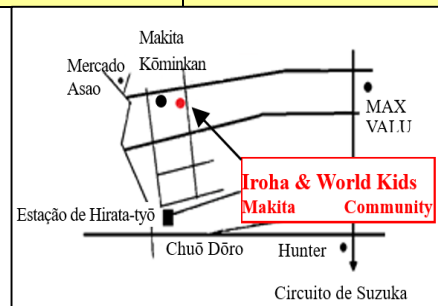 Makita
Kōminkan
Mercado
Asao
MAX
VALU
Iroha & World Kids
Makita Community
Estação de Hirata-tyō
Chuō Dōro
Hunter
Circuito de Suzuka